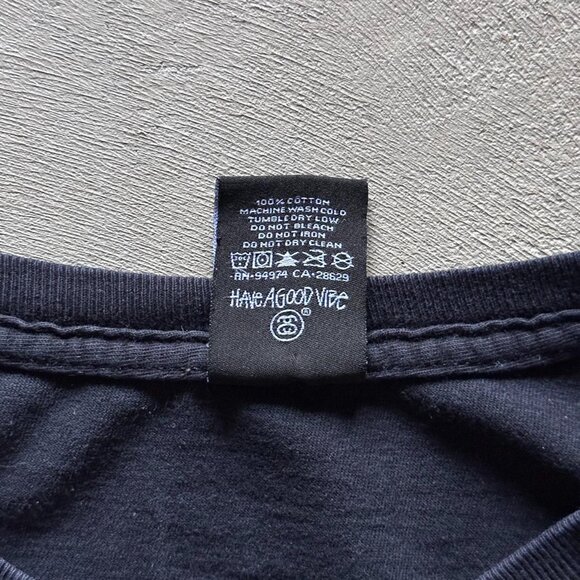 100% COTTON
MACHINE WASH COLD
TUMBLE DRY LOW
DO NOT BLEACH
DO NOT IRON
DO NOT DRY CLEAN
RN•94974 CA•28629
HAVE A GOOD VIBE
®